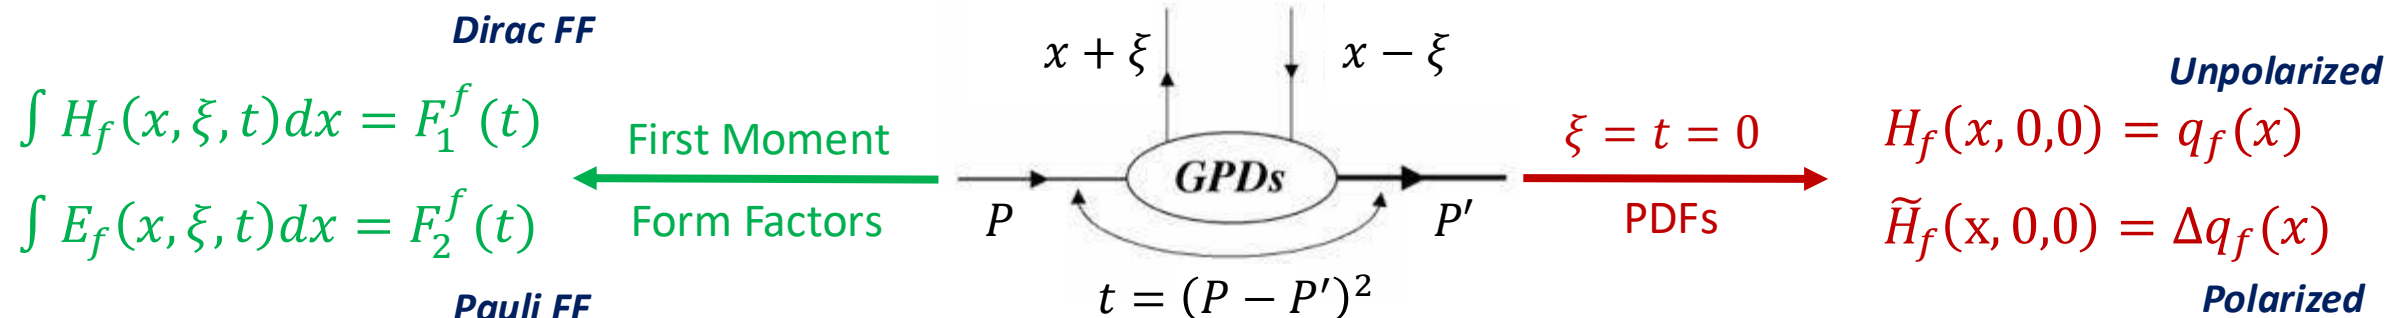 Dirac FF
∫ H_f(x, ξ, t)dx = F_1^f(t)
∫ E_f(x, ξ, t)dx = F_2^f(t)
Pauli FF
First Moment
Form Factors
x + ξ
x − ξ
GPDs
P
P′
t = (P − P′)²
ξ = t = 0
PDFs
Unpolarized
H_f(x, 0,0) = q_f(x)
H̃_f(x, 0,0) = Δq_f(x)
Polarized